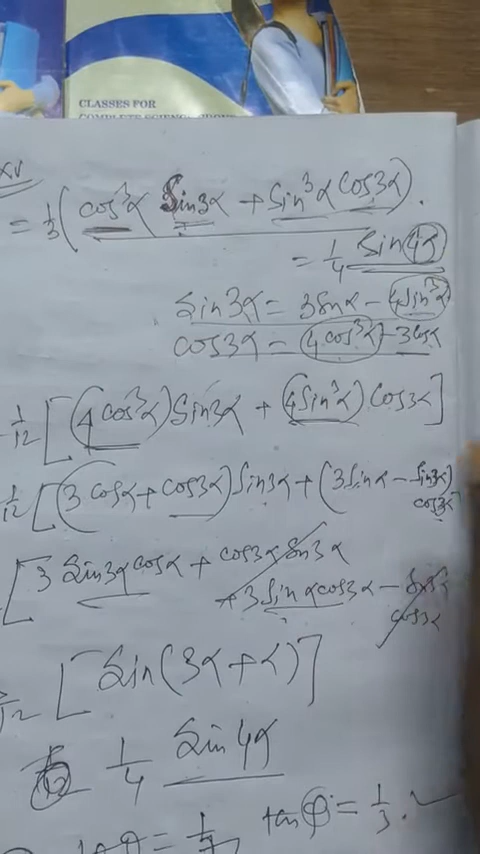 CLASSES FOR
xv
= 1/3 (cos³α sin3α + sin³α cos3α).
= 1/4 sin4α
sin3α = 3sinα - 4sin³α
cos3α = 4cos³α - 3cosα
1/12 [(4cos³α) sin3α + (4sin³α) cos3α]
1/12 [(3cosα + cos3α) sin3α + (3sinα - sin3α)
cos3α]
[3 sin3α cosα + cos3α sin3α
+ 3 sinα cos3α - sin3α
cos3α
/12 [sin(3α + α)]
1/4 sin4α
tanφ = 1/3.